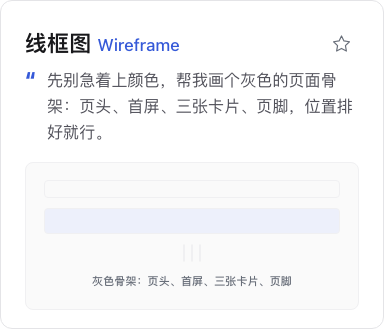 线框图 Wireframe
“ 先别急着上颜色，帮我画个灰色的页面骨
架：页头、首屏、三张卡片、页脚，位置排
好就行。
灰色骨架：页头、首屏、三张卡片、页脚